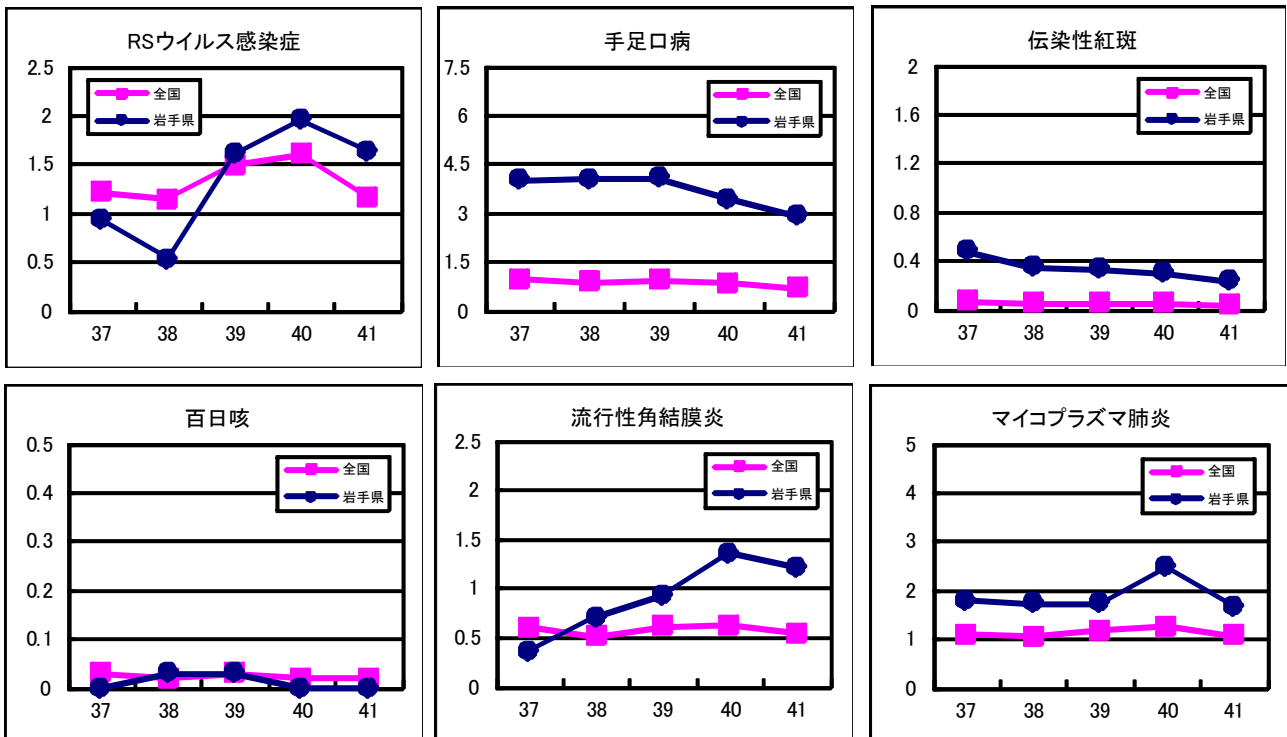 RSウイルス感染症
2.5
2
1.5
1
0.5
0
全国
岩手県
37 38 39 40 41
手足口病
7.5
6
4.5
3
1.5
0
全国
岩手県
37 38 39 40 41
伝染性紅斑
2
1.6
1.2
0.8
0.4
0
全国
岩手県
37 38 39 40 41
百日咳
0.5
0.4
0.3
0.2
0.1
0
全国
岩手県
37 38 39 40 41
流行性角結膜炎
2.5
2
1.5
1
0.5
0
全国
岩手県
37 38 39 40 41
マイコプラズマ肺炎
5
4
3
2
1
0
全国
岩手県
37 38 39 40 41